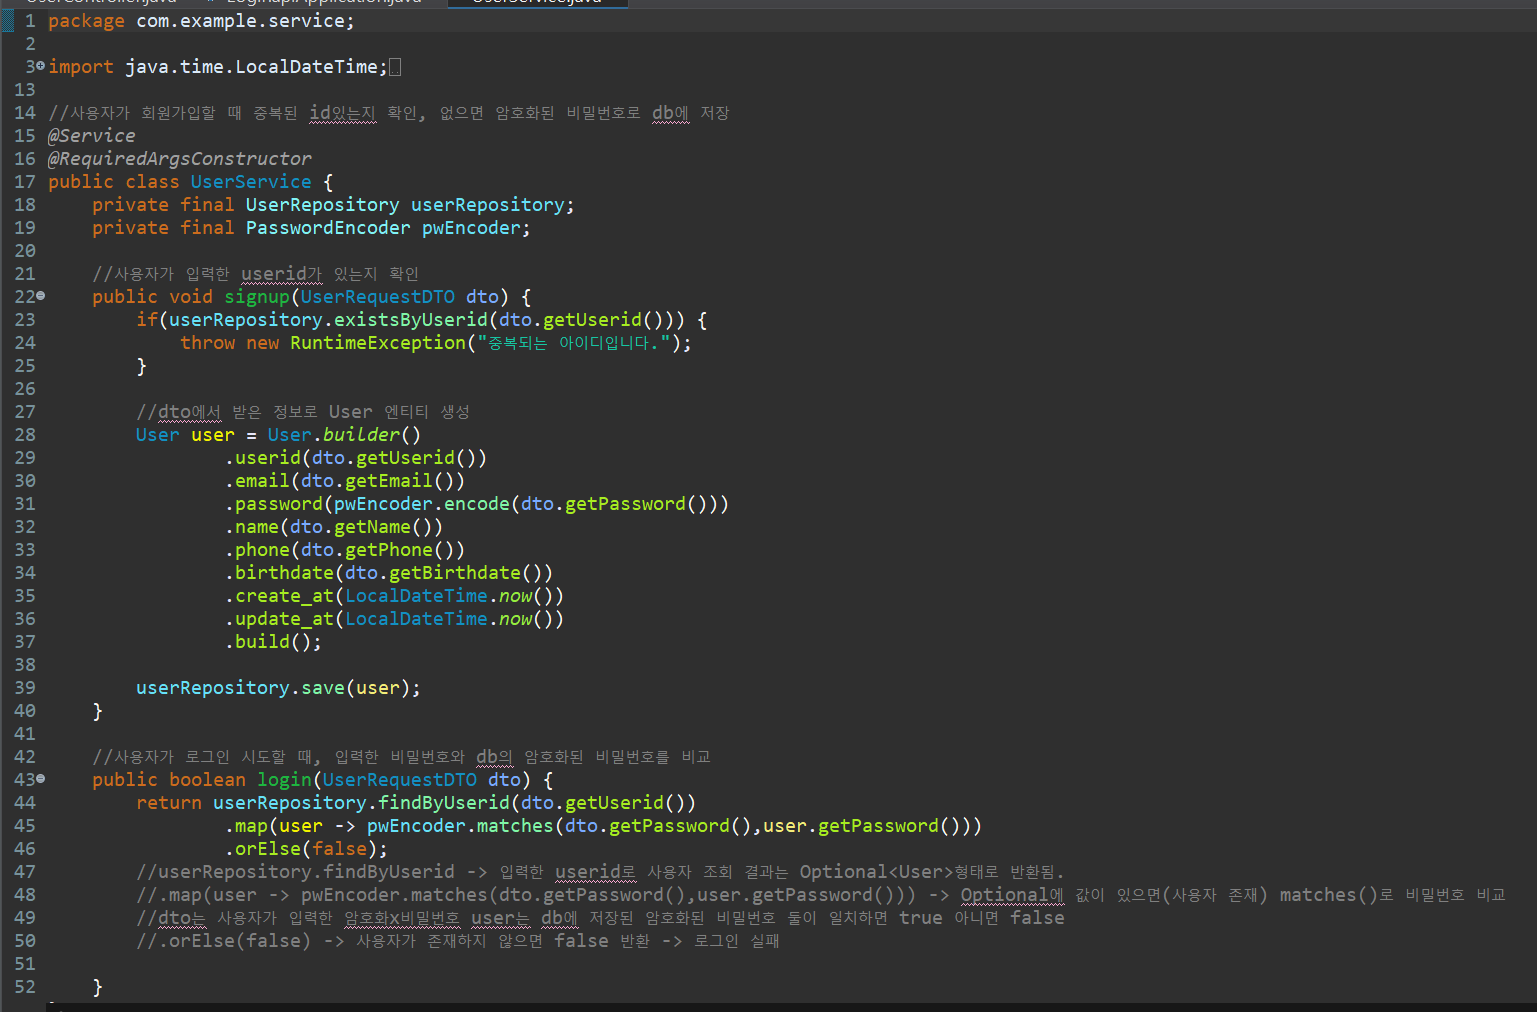 UserController.java LoginapiApplication.java UserService.java
1 package com.example.service;
2
3 import java.time.LocalDateTime;
13
14 //사용자가 회원가입할 때 중복된 id있는지 확인, 없으면 암호화된 비밀번호로 db에 저장
15 @Service
16 @RequiredArgsConstructor
17 public class UserService {
18 private final UserRepository userRepository;
19 private final PasswordEncoder pwEncoder;
20
21 //사용자가 입력한 userid가 있는지 확인
22 public void signup(UserRequestDTO dto) {
23 if(userRepository.existsByUserid(dto.getUserid())) {
24 throw new RuntimeException("중복되는 아이디입니다.");
25 }
26
27 //dto에서 받은 정보로 User 엔티티 생성
28 User user = User.builder()
29 .userid(dto.getUserid())
30 .email(dto.getEmail())
31 .password(pwEncoder.encode(dto.getPassword()))
32 .name(dto.getName())
33 .phone(dto.getPhone())
34 .birthdate(dto.getBirthdate())
35 .create_at(LocalDateTime.now())
36 .update_at(LocalDateTime.now())
37 .build();
38
39 userRepository.save(user);
40 }
41
42 //사용자가 로그인 시도할 때, 입력한 비밀번호와 db의 암호화된 비밀번호를 비교
43 public boolean login(UserRequestDTO dto) {
44 return userRepository.findByUserid(dto.getUserid())
45 .map(user -> pwEncoder.matches(dto.getPassword(),user.getPassword()))
46 .orElse(false);
47 //userRepository.findByUserid -> 입력한 userid로 사용자 조회 결과는 Optional<User>형태로 반환됨.
48 //.map(user -> pwEncoder.matches(dto.getPassword(),user.getPassword())) -> Optional에 값이 있으면(사용자 존재) matches()로 비밀번호 비교
49 //dto는 사용자가 입력한 암호화x비밀번호 user는 db에 저장된 암호화된 비밀번호 둘이 일치하면 true 아니면 false
50 //.orElse(false) -> 사용자가 존재하지 않으면 false 반환 -> 로그인 실패
51
52 }